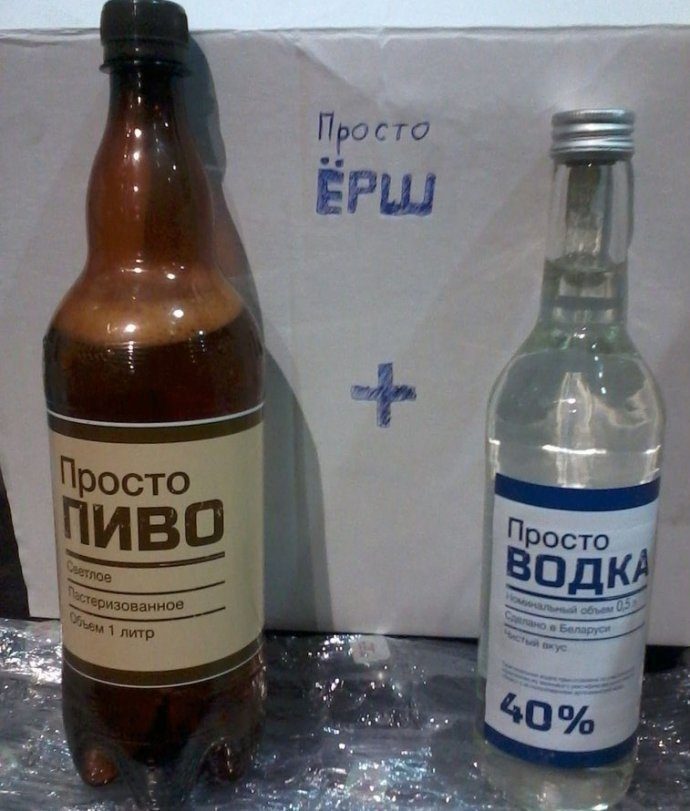 Просто
ЁРШ
+
Просто
ПИВО
Светлое
Пастеризованное
Объем 1 литр
Просто
ВОДКА
Номинальный объем 0,5 л
Сделано в Беларуси
Чистый вкус
40%